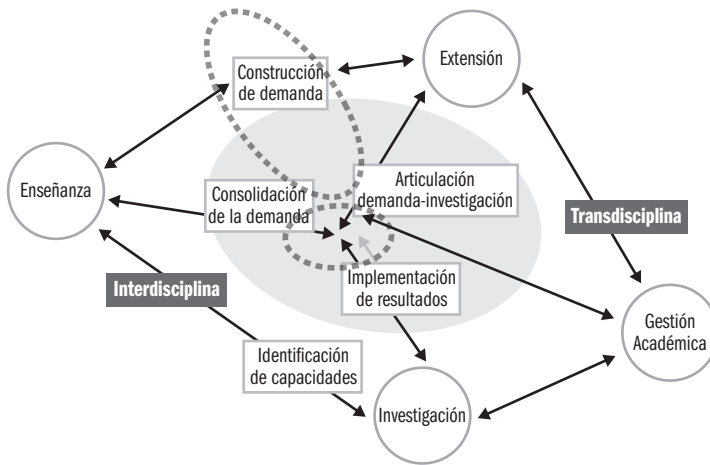 Construcción
de demanda
Extensión
Enseñanza
Consolidación
de la demanda
Articulación
demanda-investigación
Transdisciplina
Interdisciplina
Implementación
de resultados
Gestión
Académica
Identificación
de capacidades
Investigación